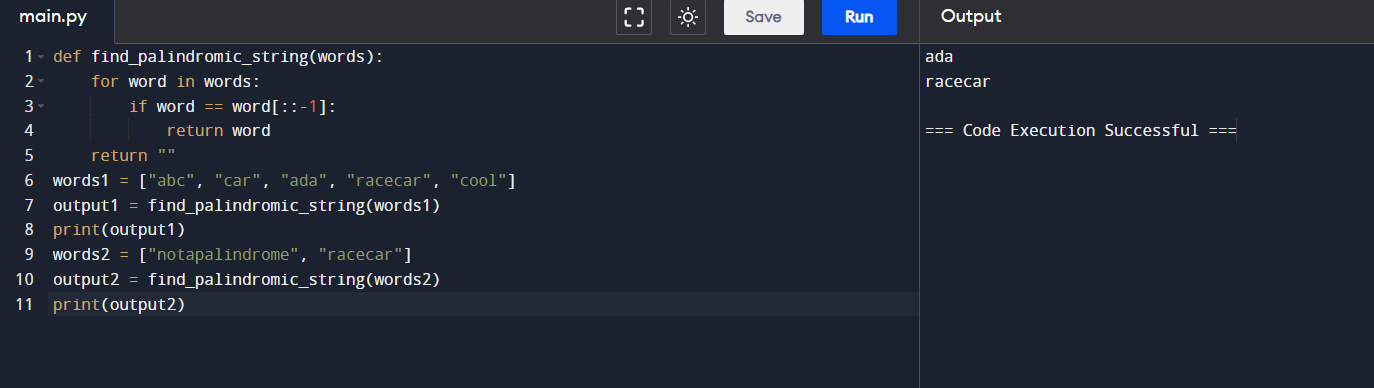 main.py
Save
Run
Output
1 def find_palindromic_string(words):
2     for word in words:
3         if word == word[::-1]:
4             return word
5     return ""
6 words1 = ["abc", "car", "ada", "racecar", "cool"]
7 output1 = find_palindromic_string(words1)
8 print(output1)
9 words2 = ["notapalindrome", "racecar"]
10 output2 = find_palindromic_string(words2)
11 print(output2)
ada
racecar
=== Code Execution Successful ===